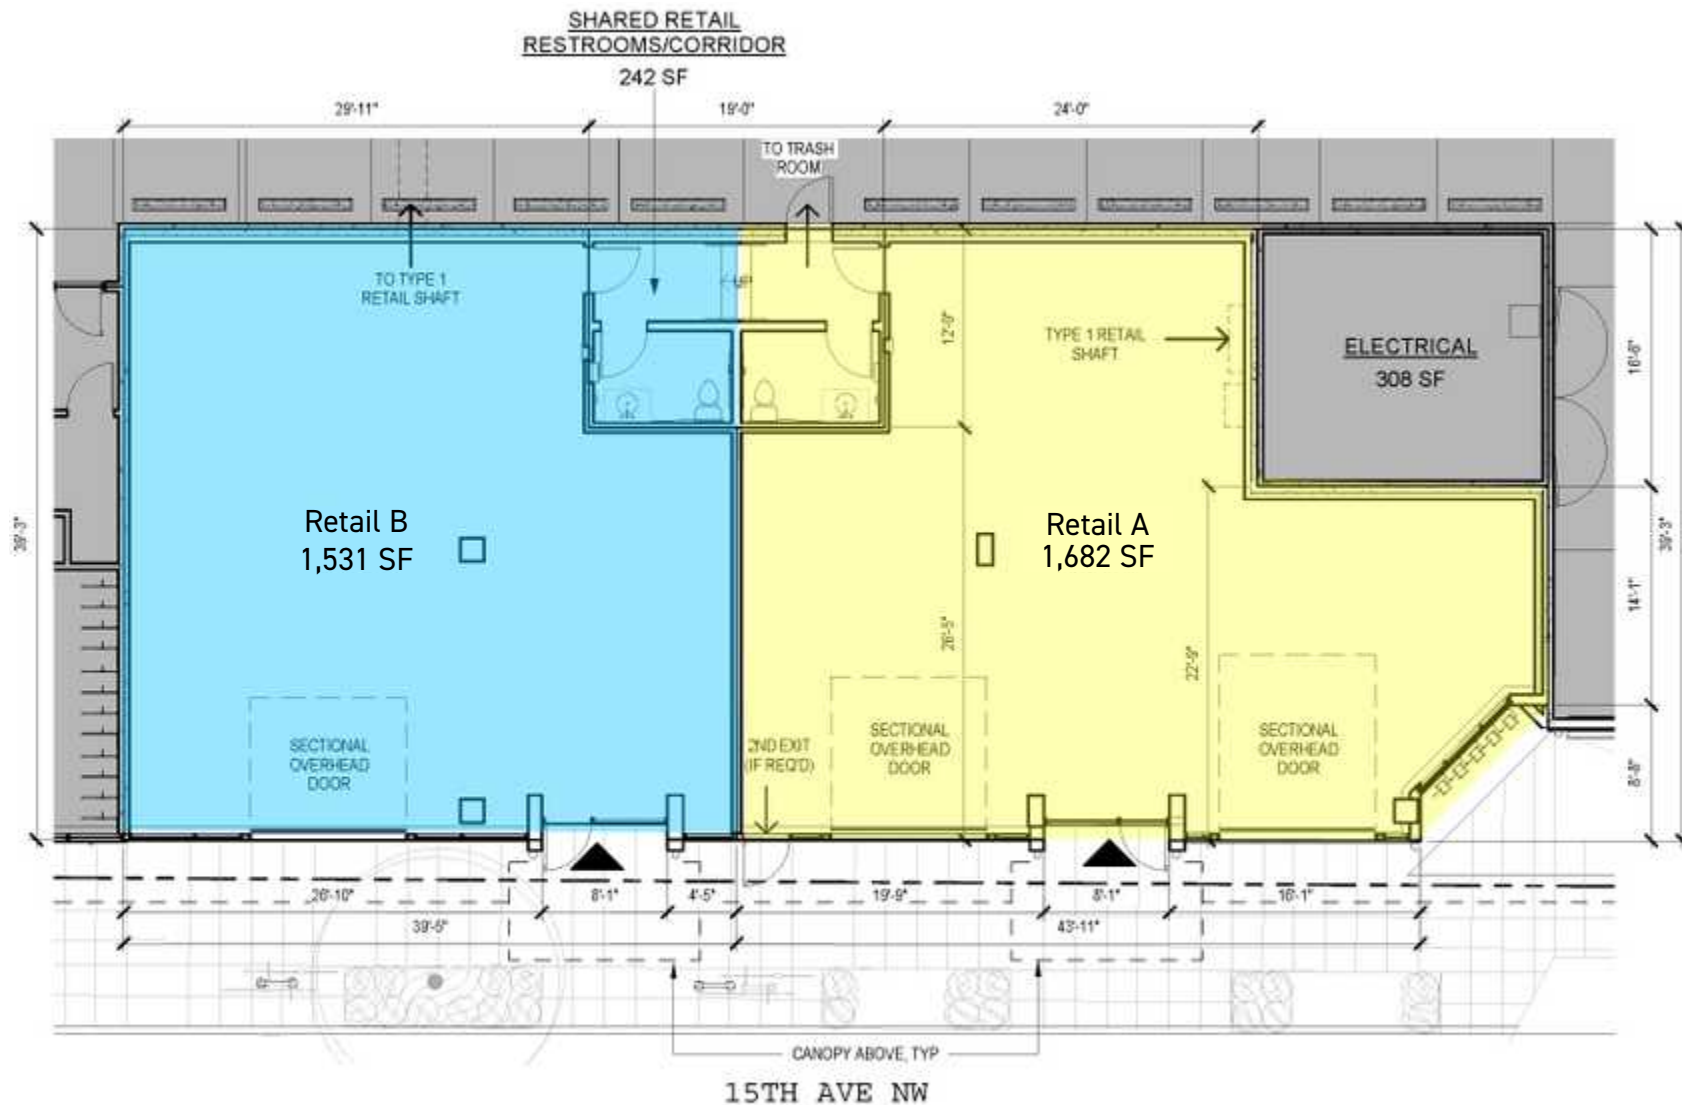 SHARED RETAIL
RESTROOMS/CORRIDOR
242 SF
29'-11"
19'-0"
24'-0"
TO TRASH
ROOM
TO TYPE 1
RETAIL SHAFT
12'-9"
TYPE 1 RETAIL
SHAFT
ELECTRICAL
308 SF
16'-6"
39'-3"
Retail B
1,531 SF
Retail A
1,682 SF
39'-3"
14'-1"
26'-5"
22'-9"
SECTIONAL
OVERHEAD
DOOR
2ND EXIT
(IF REQ'D)
SECTIONAL
OVERHEAD
DOOR
SECTIONAL
OVERHEAD
DOOR
8'-8"
26'-10"
8'-1"
4'-5"
19'-9"
8'-1"
16'-1"
39'-5"
43'-11"
CANOPY ABOVE, TYP
15TH AVE NW